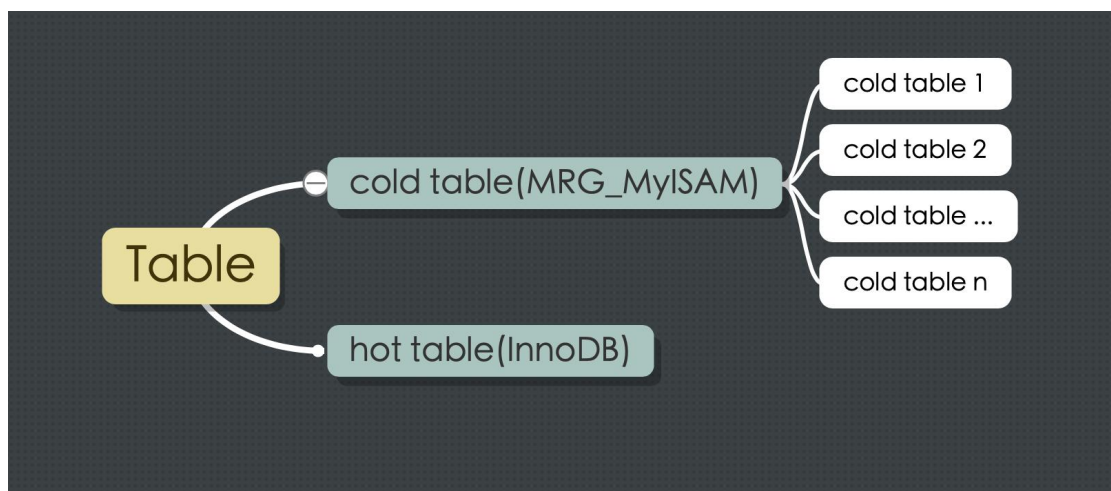 Table
cold table(MRG_MyISAM)
cold table 1
cold table 2
cold table ...
cold table n
hot table(InnoDB)